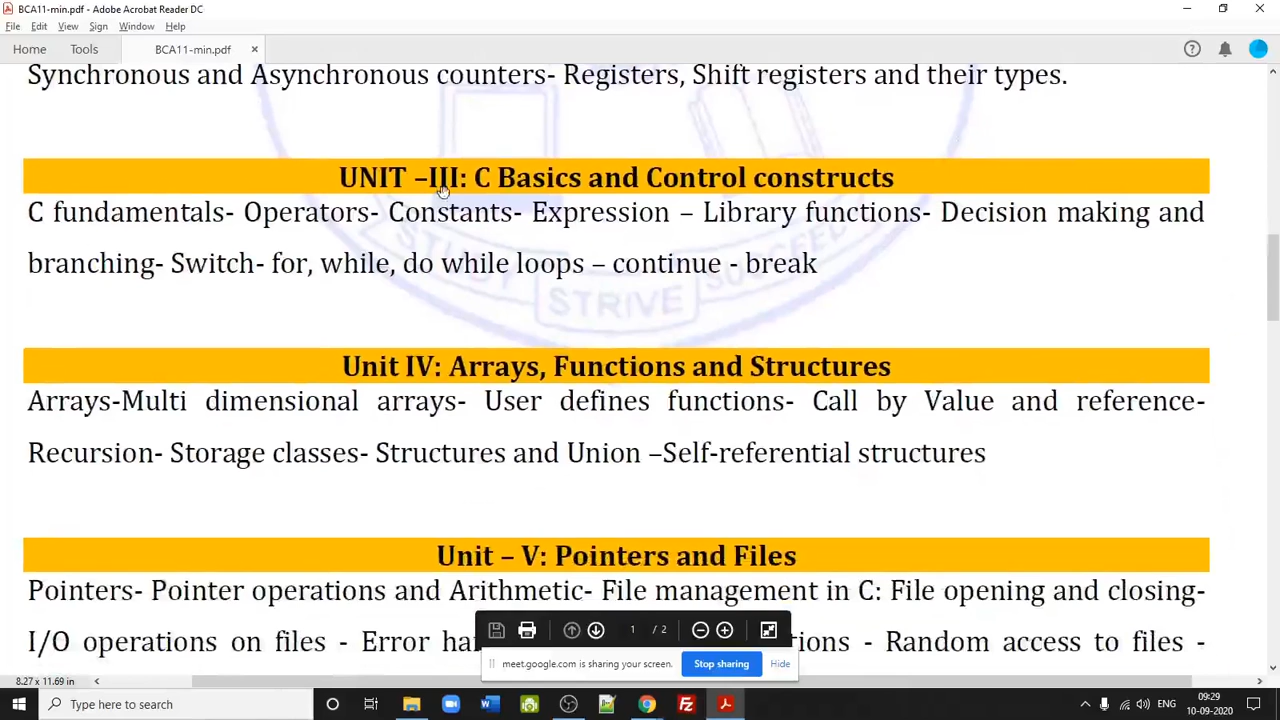 BCA11-min.pdf - Adobe Acrobat Reader DC
File Edit View Sign Window Help
Home Tools BCA11-min.pdf ×
Synchronous and Asynchronous counters- Registers, Shift registers and their types.
UNIT –III: C Basics and Control constructs
C fundamentals- Operators- Constants- Expression – Library functions- Decision making and
branching- Switch- for, while, do while loops – continue - break
STRIVE SUCCEED
Unit IV: Arrays, Functions and Structures
Arrays-Multi dimensional arrays- User defines functions- Call by Value and reference-
Recursion- Storage classes- Structures and Union –Self-referential structures
Unit – V: Pointers and Files
Pointers- Pointer operations and Arithmetic- File management in C: File opening and closing-
I/O operations on files - Error - Random access to files -
1 / 2
meet.google.com is sharing your screen. Stop sharing Hide
8.27 x 11.69 in
Type here to search
ENG
09:29
10-09-2020